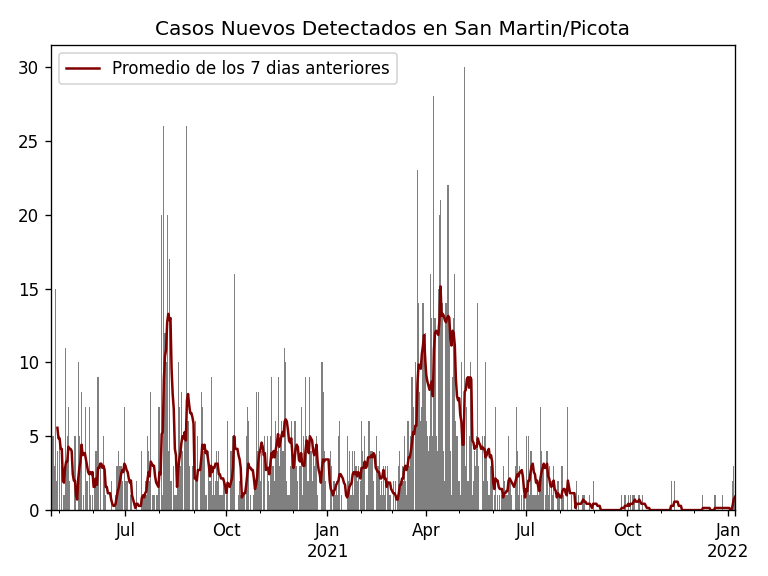 Casos Nuevos Detectados en San Martin/Picota
Promedio de los 7 dias anteriores
30
25
20
15
10
5
0
Jul
Oct
Jan
2021
Apr
Jul
Oct
Jan
2022